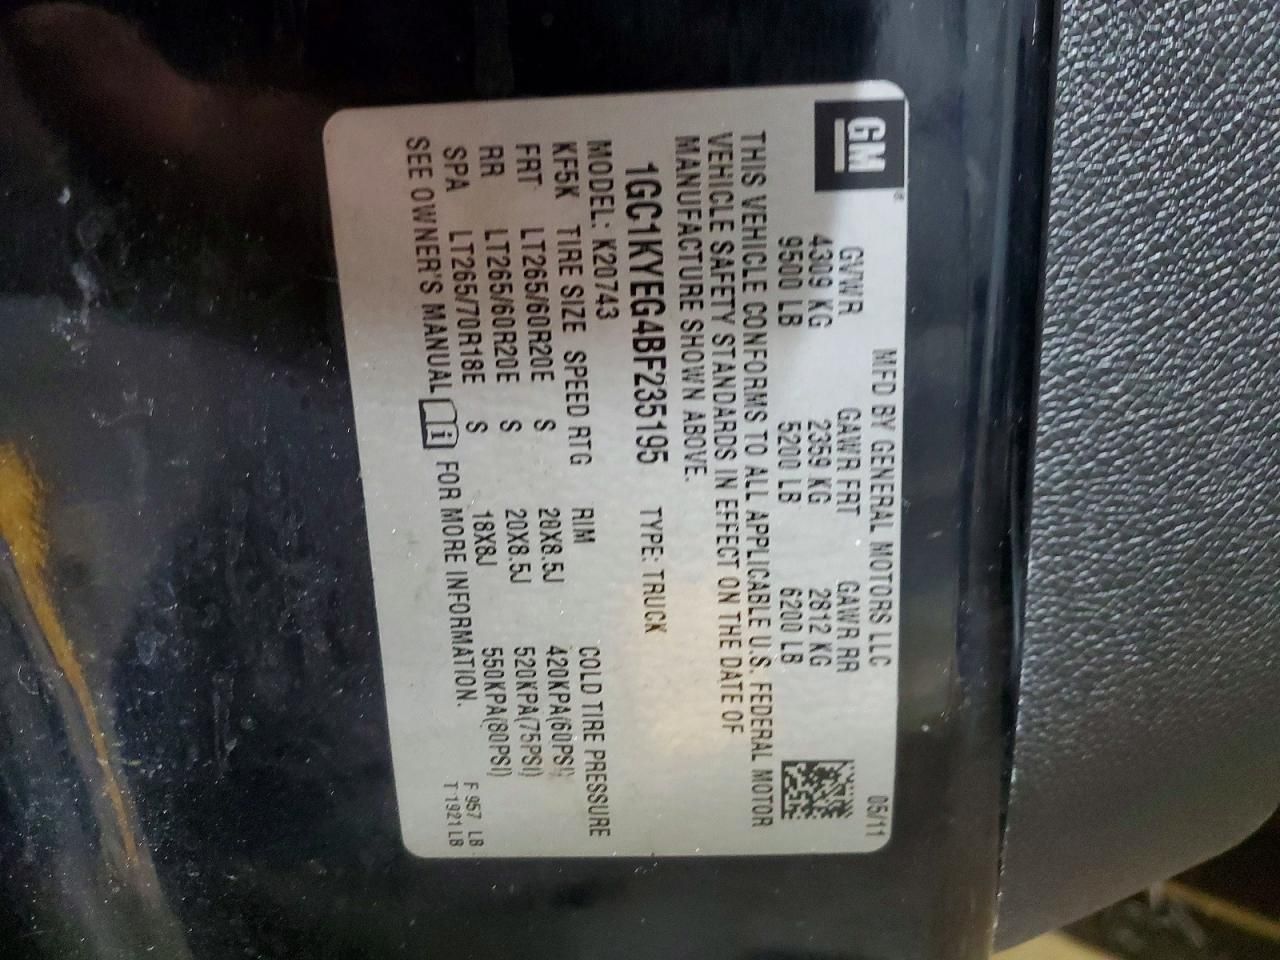 GM®
MFD BY GENERAL MOTORS LLC 05/11
GVWR GAWR FRT GAWR RR
4309 KG 2359 KG 2812 KG
9500 LB 5200 LB 6200 LB
THIS VEHICLE CONFORMS TO ALL APPLICABLE U.S. FEDERAL MOTOR
VEHICLE SAFETY STANDARDS IN EFFECT ON THE DATE OF
MANUFACTURE SHOWN ABOVE.
1GC1KYEG4BF235195 TYPE: TRUCK
MODEL: K20743
KF5K TIRE SIZE SPEED RTG RIM COLD TIRE PRESSURE
FRT LT265/60R20E S 20X8.5J 420KPA(60PSI)
RR LT265/60R20E S 20X8.5J 520KPA(75PSI)
SPA LT265/70R18E S 18X8J 550KPA(80PSI)
SEE OWNER'S MANUAL i FOR MORE INFORMATION.
F 957 LB
T 1921 LB